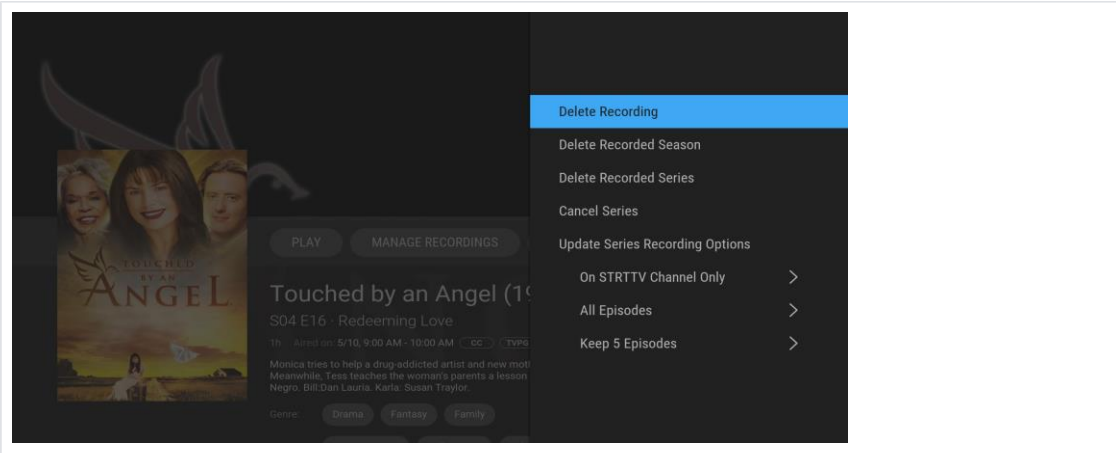 Delete Recording
Delete Recorded Season
Delete Recorded Series
Cancel Series
Update Series Recording Options
On STRTTV Channel Only
All Episodes
Keep 5 Episodes
TOUCHED
BY AN
ANGEL
PLAY
MANAGE RECORDINGS
Touched by an Angel (19
S04 E16 · Redeeming Love
1h · Aired on: 5/10, 9:00 AM - 10:00 AM CC TVPG
Monica tries to help a drug-addicted artist and new mot
Meanwhile, Tess teaches the woman's parents a lesson
Negro. Bill:Dan Lauria. Karla: Susan Traylor.
Genre: Drama Fantasy Family